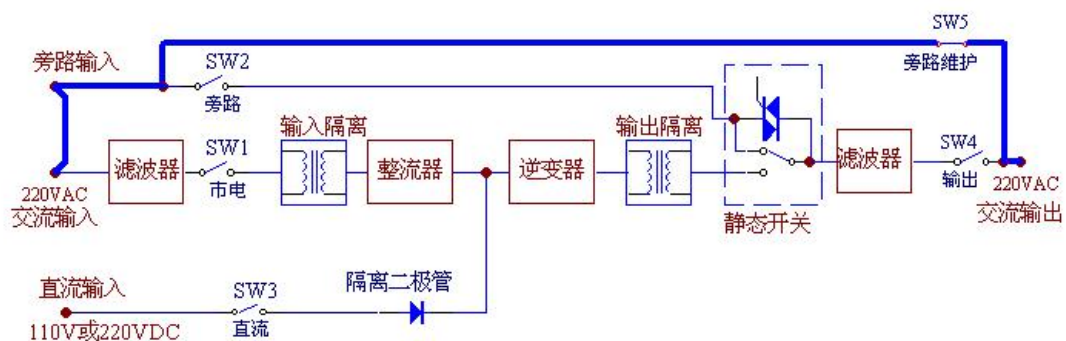 SW5
旁路输入
SW2
旁路维护
旁路
输入隔离
输出隔离
滤波器
SW1
市电
整流器
逆变器
滤波器
SW4
输出
220VAC
交流输入
220VAC
交流输出
静态开关
直流输入
SW3
隔离二极管
110V或220VDC
直流